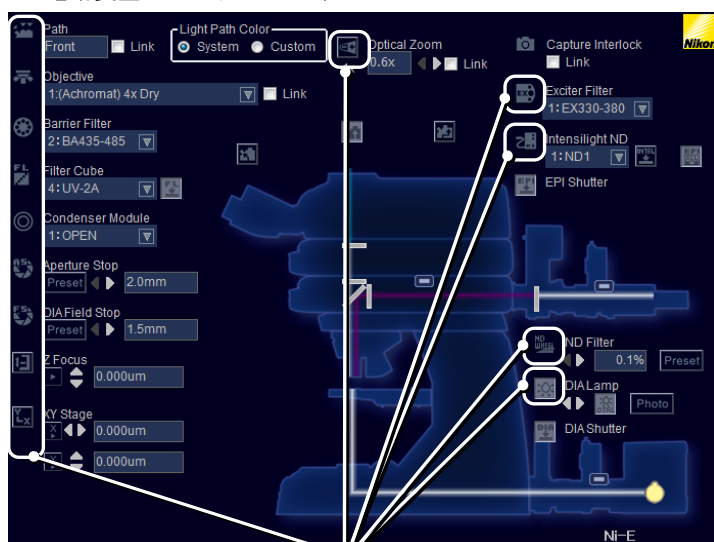 Path
Front
Link
Light Path Color
System
Custom
Optical Zoom
0.6x
Link
Capture Interlock
Link
Nikon
Objective
1:(Achromat) 4x Dry
Link
Exciter Filter
1:EX330-380
Barrier Filter
2:BA435-485
Intensilight ND
1:ND1
Filter Cube
4:UV-2A
EPI Shutter
Condenser Module
1:OPEN
Aperture Stop
Preset
2.0mm
DIA Field Stop
Preset
1.5mm
ND Filter
0.1%
Preset
Z Focus
0.000um
DIA Lamp
Photo
XY Stage
0.000um
DIA Shutter
0.000um
Ni-E